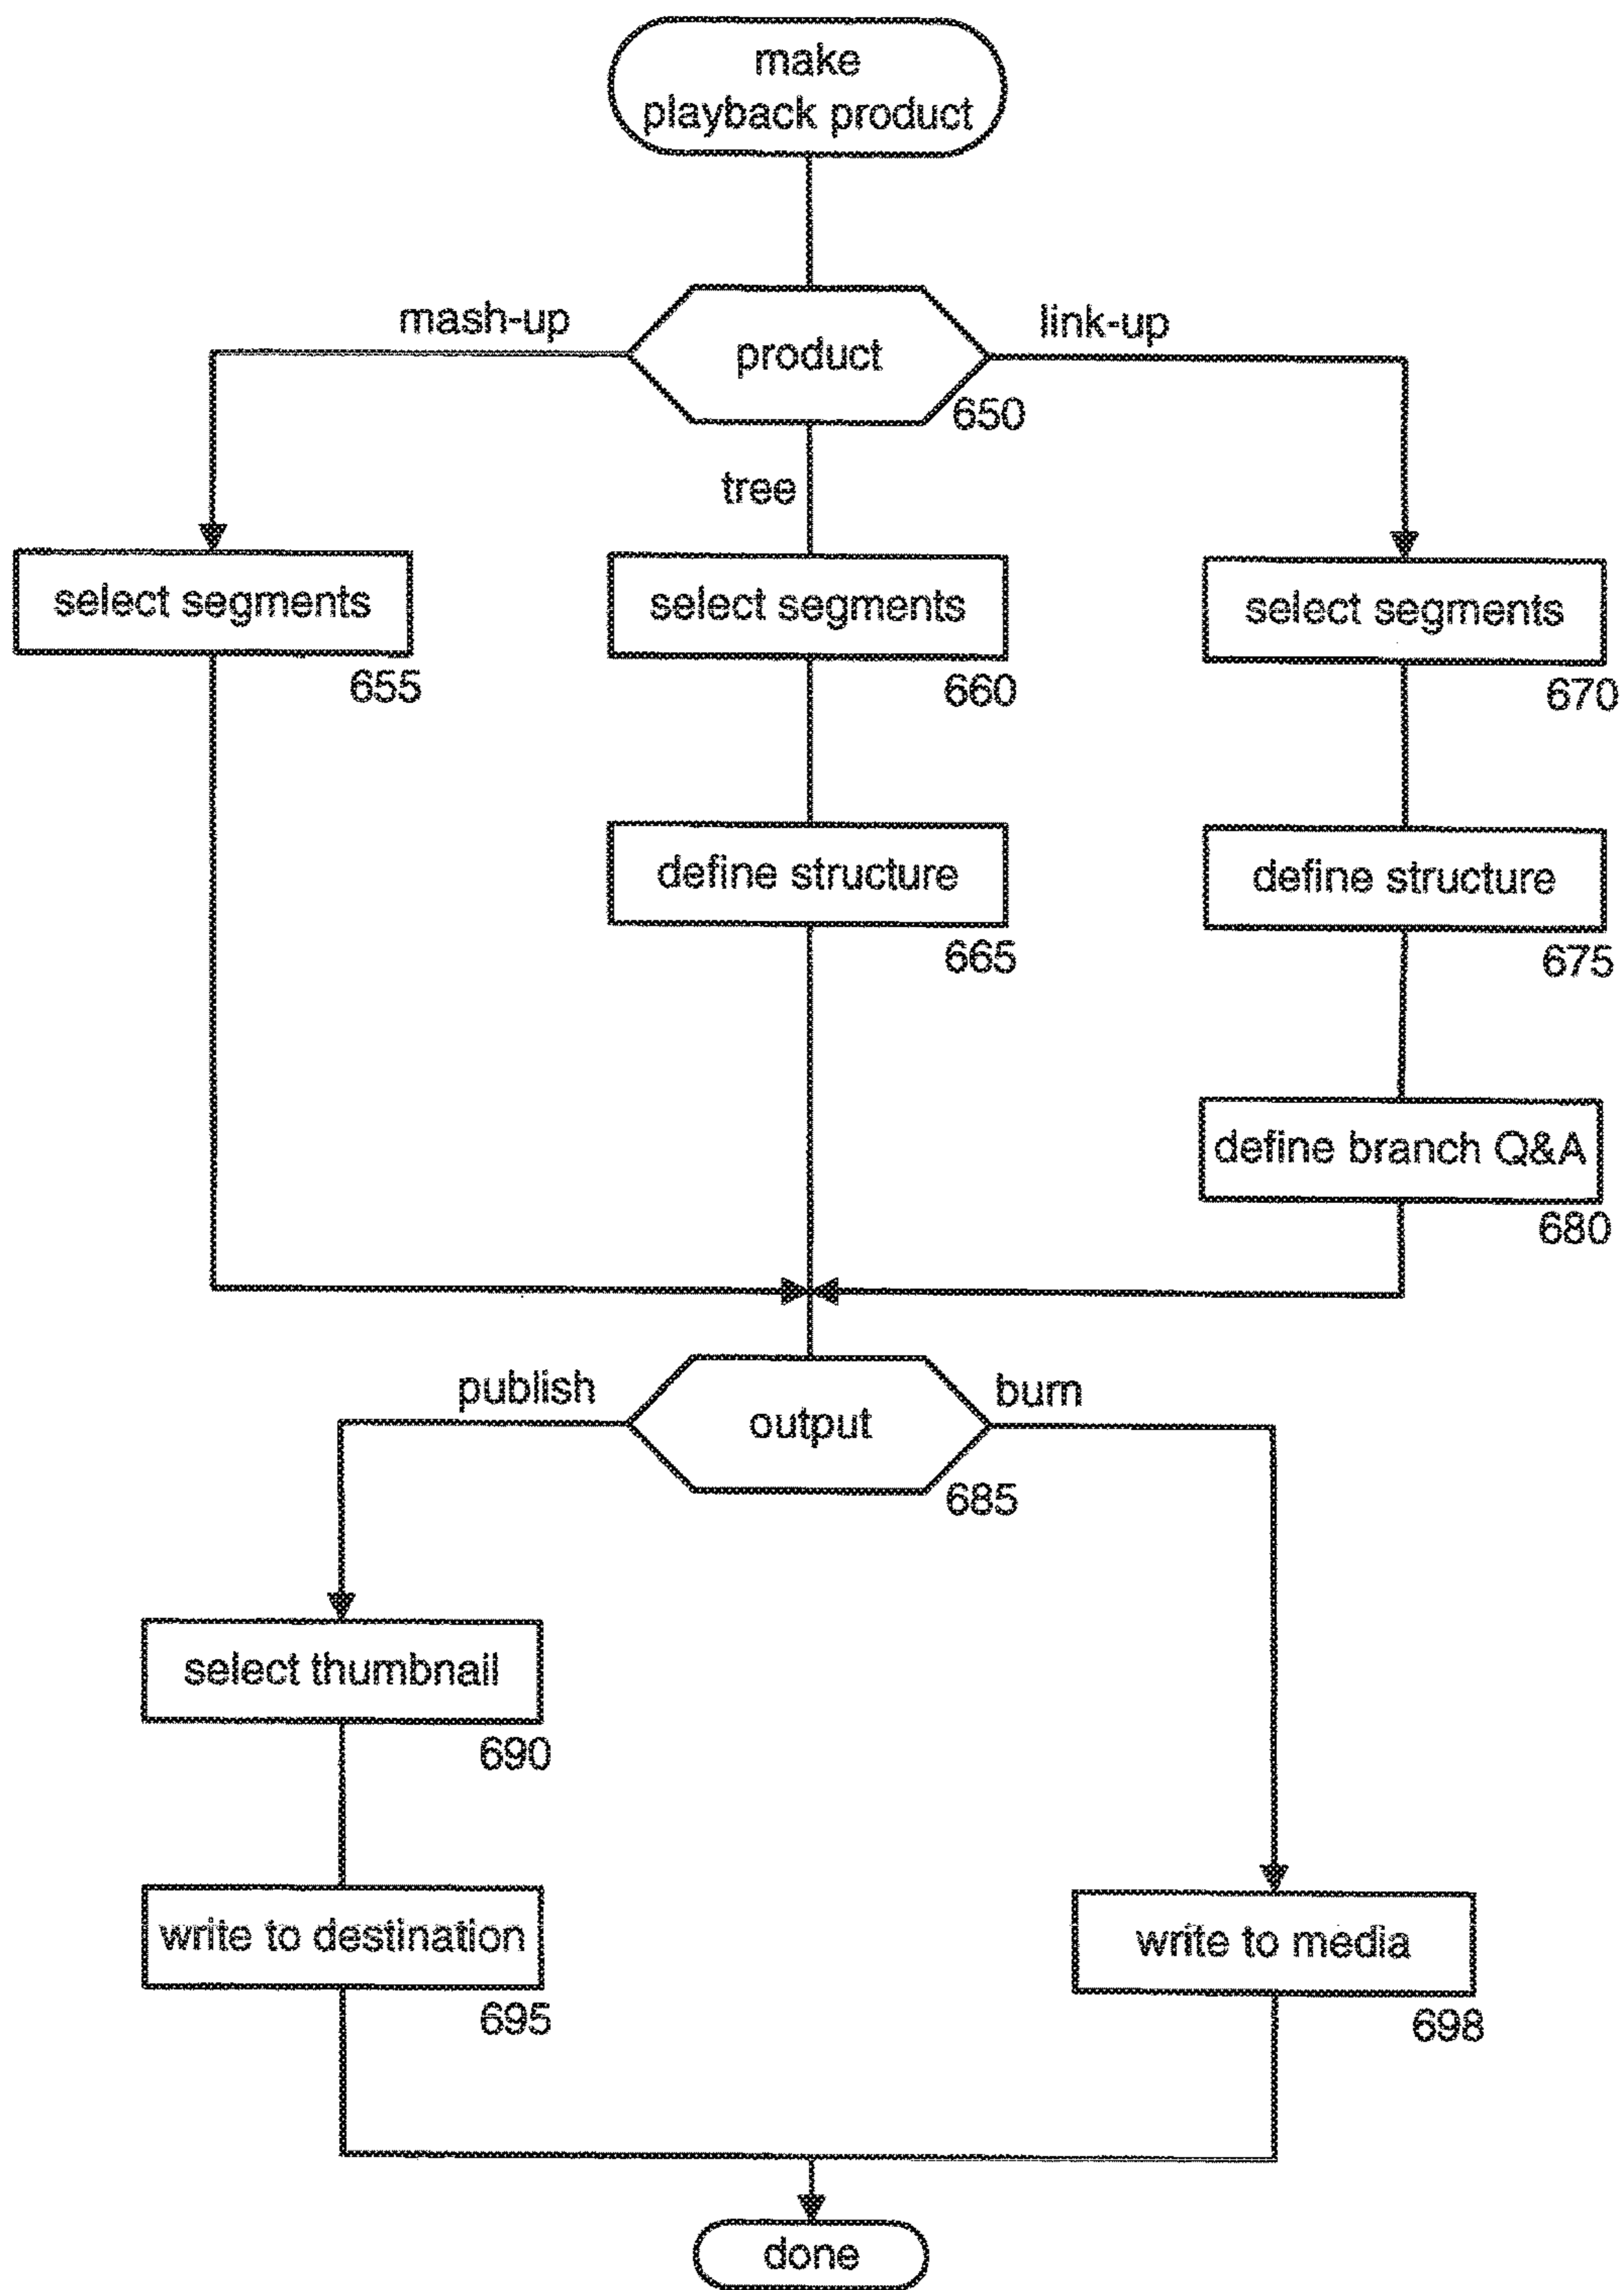 make
playback product
mash-up
product
link-up
650
tree
select segments
655
select segments
660
select segments
670
define structure
665
define structure
675
define branch Q&A
680
publish
output
burn
685
select thumbnail
690
write to destination
695
write to media
698
done